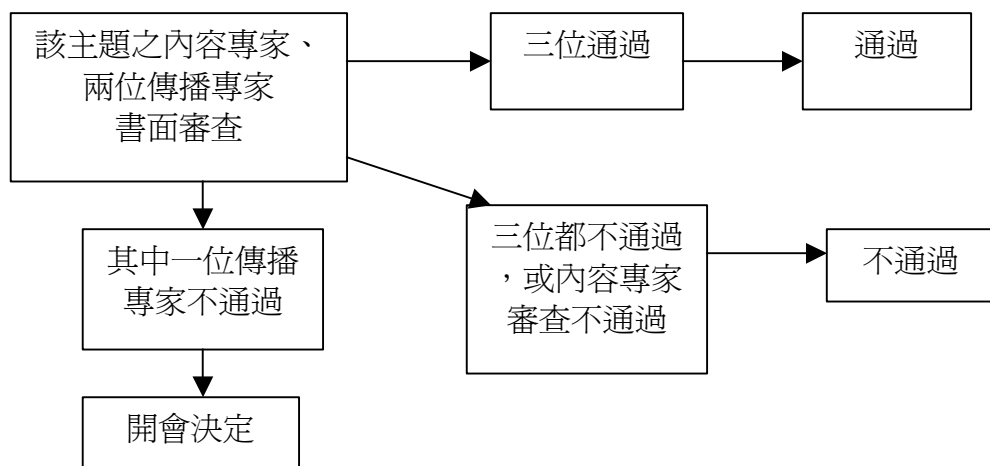 該主題之內容專家、
兩位傳播專家
書面審查
三位通過
通過
其中一位傳播
專家不通過
三位都不通過
，或內容專家
審查不通過
不通過
開會決定